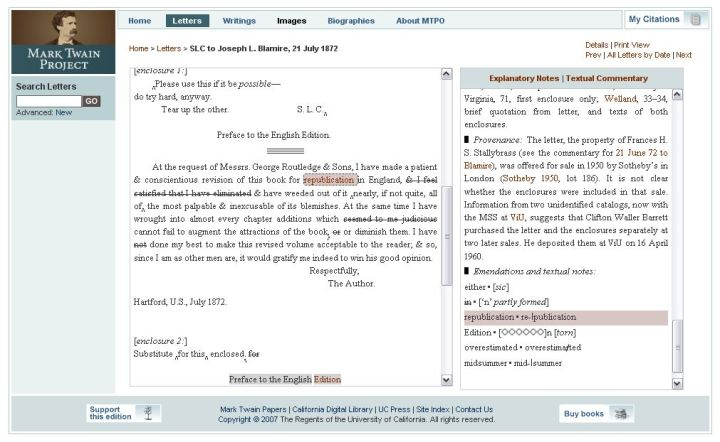 Home Letters Writings Images Biographies About MTPO
My Citations
MARK TWAIN
PROJECT
Home > Letters > SLC to Joseph L. Blamire, 21 July 1872
Details | Print View
Prev | All Letters by Date | Next
Search Letters
GO
Advanced: New
[enclosure 1:]
‸Please use this if it be possible—
do try hard, anyway.
Tear up the other. S. L. C‸
Preface to the English Edition.
At the request of Messrs. George Routledge & Sons, I have made a patient
& conscientious revision of this book for republication in England, & I feel
satisfied that I have eliminated & have weeded out of it ‸nearly, if not quite, all
of‸ the most palpable & inexcusable of its blemishes. At the same time I have
wrought into almost every chapter additions which seemed to me judicious
cannot fail to augment the attractions of the book, or or diminish them. I have
not done my best to make this revised volume acceptable to the reader; & so,
since I am as other men are, it would gratify me indeed to win his good opinion.
Respectfully,
The Author.
Hartford, U.S., July 1872.
[enclosure 2:]
Substitute ‸for this‸ enclosed‸ for
Preface to the English Edition
Explanatory Notes | Textual Commentary
Virginia, 71, first enclosure only; Welland, 33–34,
brief quotation from letter, and texts of both
enclosures.
■ Provenance: The letter, the property of Frances H.
S. Stallybrass (see the commentary for 21 June 72 to
Blamire), was offered for sale in 1950 by Sotheby's in
London (Sotheby 1950, lot 186). It is not clear
whether the enclosures were included in that sale.
Information from two unidentified catalogs, now with
the MSS at ViU, suggests that Clifton Waller Barrett
purchased the letter and the enclosures separately at
two later sales. He deposited them at ViU on 16 April
1960.
■ Emendations and textual notes:
either • [sic]
in • ['n' partly formed]
republication • re-|publication
Edition • [◇◇◇◇◇◇]n [torn]
overestimated • overestimated
midsummer • mid-|summer
Support
this edition
Mark Twain Papers | California Digital Library | UC Press | Site Index | Contact Us
Copyright © 2007 The Regents of the University of California. All rights reserved.
Buy books